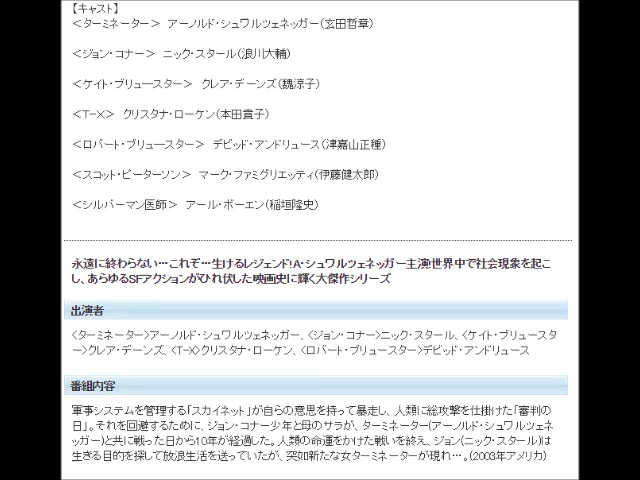 【キャスト】
＜ターミネーター＞　アーノルド・シュワルツェネッガー(玄田哲章)
＜ジョン・コナー＞　ニック・スタール(浪川大輔)
＜ケイト・ブリュースター＞　クレア・デーンズ(魏涼子)
＜T-X＞　クリスタナ・ローケン(本田貴子)
＜ロバート・ブリュースター＞　デビッド・アンドリュース(津嘉山正種)
＜スコット・ピーターソン＞　マーク・ファミグリエッティ(伊藤健太郎)
＜シルバーマン医師＞　アール・ボーエン(稲垣隆史)
永遠に終わらない…これぞ…生けるレジェンド!A・シュワルツェネッガー主演!世界中で社会現象を起こ
し、あらゆるSFアクションがひれ伏した映画史に輝く大傑作シリーズ
出演者
〈ターミネーター〉アーノルド・シュワルツェネッガー、〈ジョン・コナー〉ニック・スタール、〈ケイト・ブリュースタ
ー〉クレア・デーンズ、〈T-X〉クリスタナ・ローケン、〈ロバート・ブリュースター〉デビッド・アンドリュース
番組内容
軍事システムを管理する「スカイネット」が自らの意思を持って暴走し、人類に総攻撃を仕掛けた「審判の
日」。それを回避するために、ジョン・コナー少年と母のサラが、ターミネーター(アーノルド・シュワルツェネ
ッガー)と共に戦った日から10年が経過した。人類の命運をかけた戦いを終え、ジョン(ニック・スタール)は
生きる目的を探して放浪生活を送っていたが、突如新たな女ターミネーターが現れ…。(2003年アメリカ)